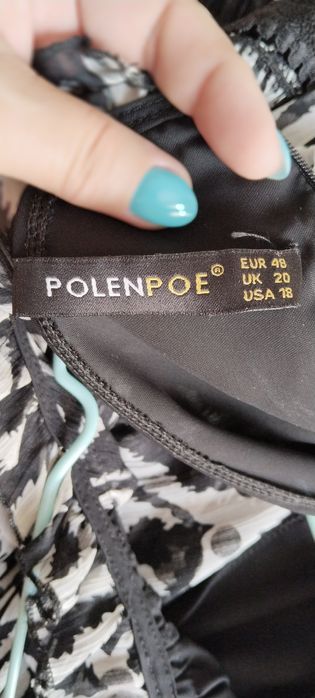 POLENPOE®
EUR 48
UK 20
USA 18